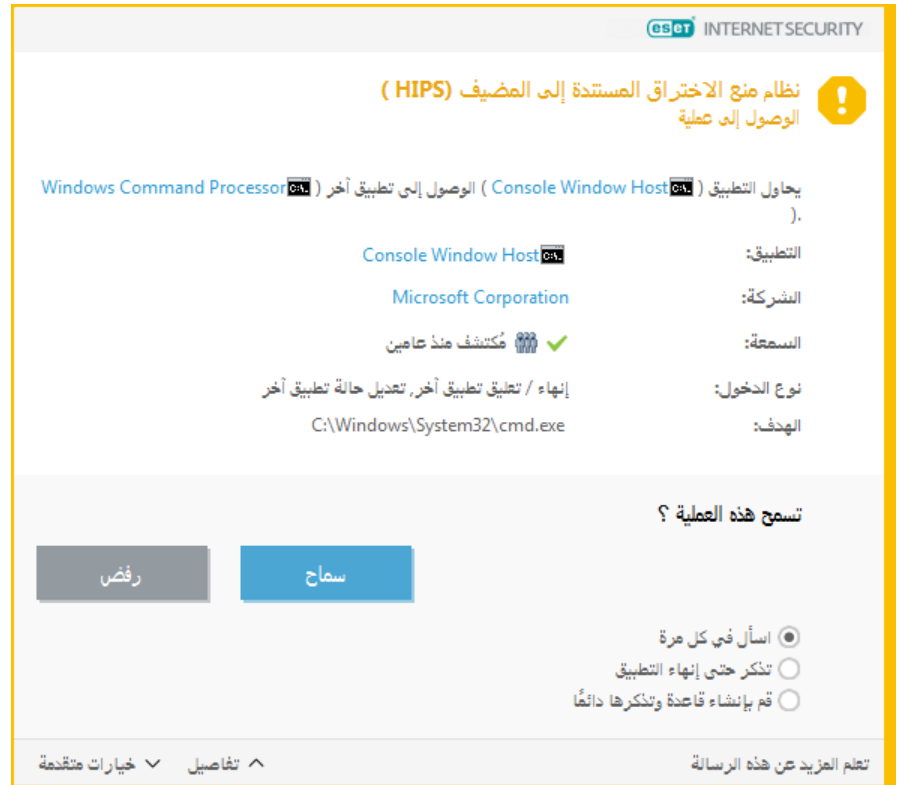 eset INTERNET SECURITY
نظام منع الاختراق المستندة إلى المضيف (HIPS )
الوصول إلى عملية
يحاول التطبيق ( Console Window Host ) الوصول إلى تطبيق آخر ( Windows Command Processor
).
التطبيق: Console Window Host
الشركة: Microsoft Corporation
السمعة: مُكتشف منذ عامين
نوع الدخول: إنهاء / تعليق تطبيق آخر, تعديل حالة تطبيق آخر
الهدف: C:\Windows\System32\cmd.exe
تسمح هذه العملية ؟
سماح رفض
اسأل في كل مرة
تذكر حتى إنهاء التطبيق
قم بإنشاء قاعدة وتذكرها دائمًا
تعلم المزيد عن هذه الرسالة تفاصيل خيارات متقدمة